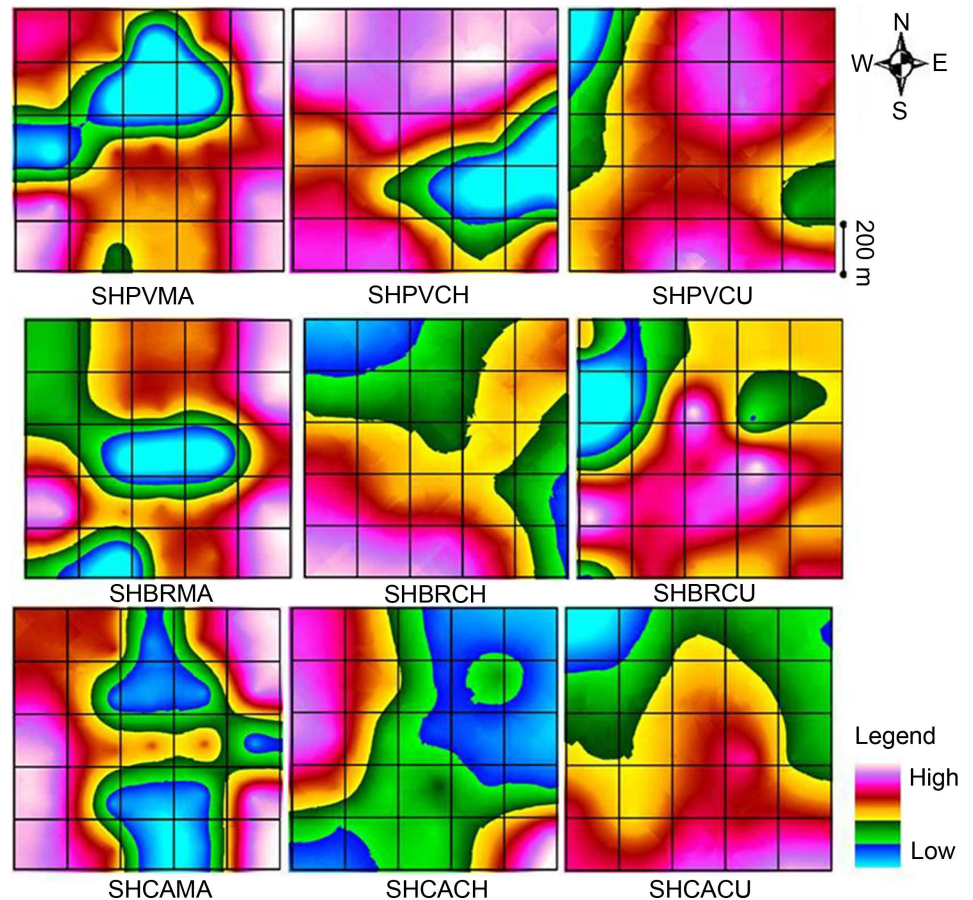 N
W E
S
200 m
SHPVMA SHPVCH SHPVCU
SHBRMA SHBRCH SHBRCU
Legend
High
Low
SHCAMA SHCACH SHCACU